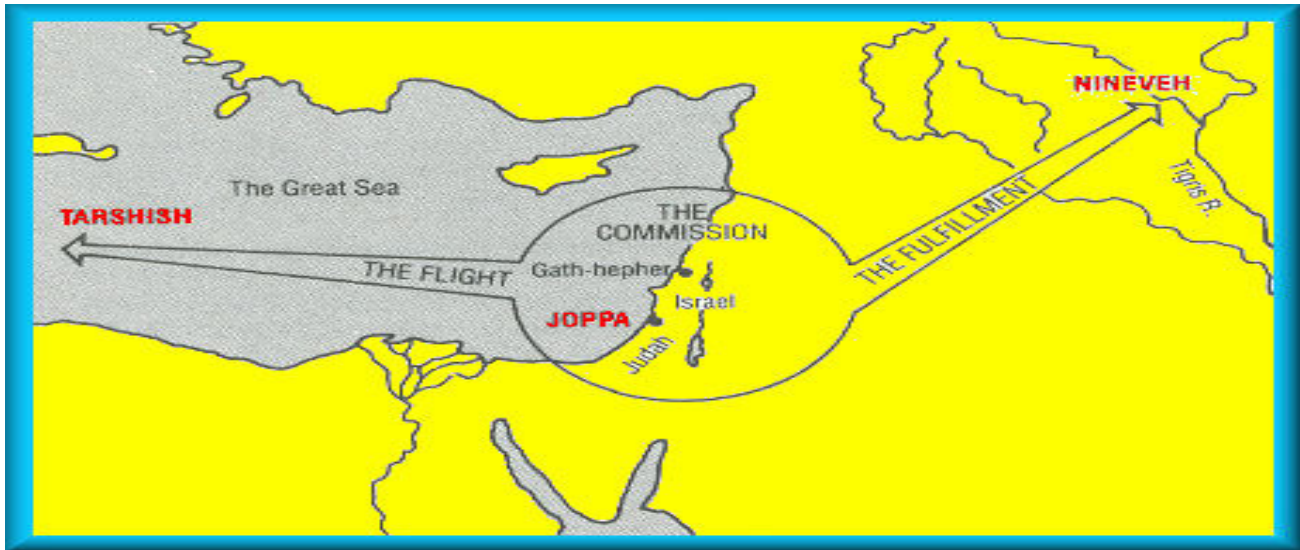 NINEVEH
The Great Sea
Tigris R.
TARSHISH
THE
COMMISSION
THE FULFILLMENT
THE FLIGHT
Gath-hepher
Israel
JOPPA
Judah